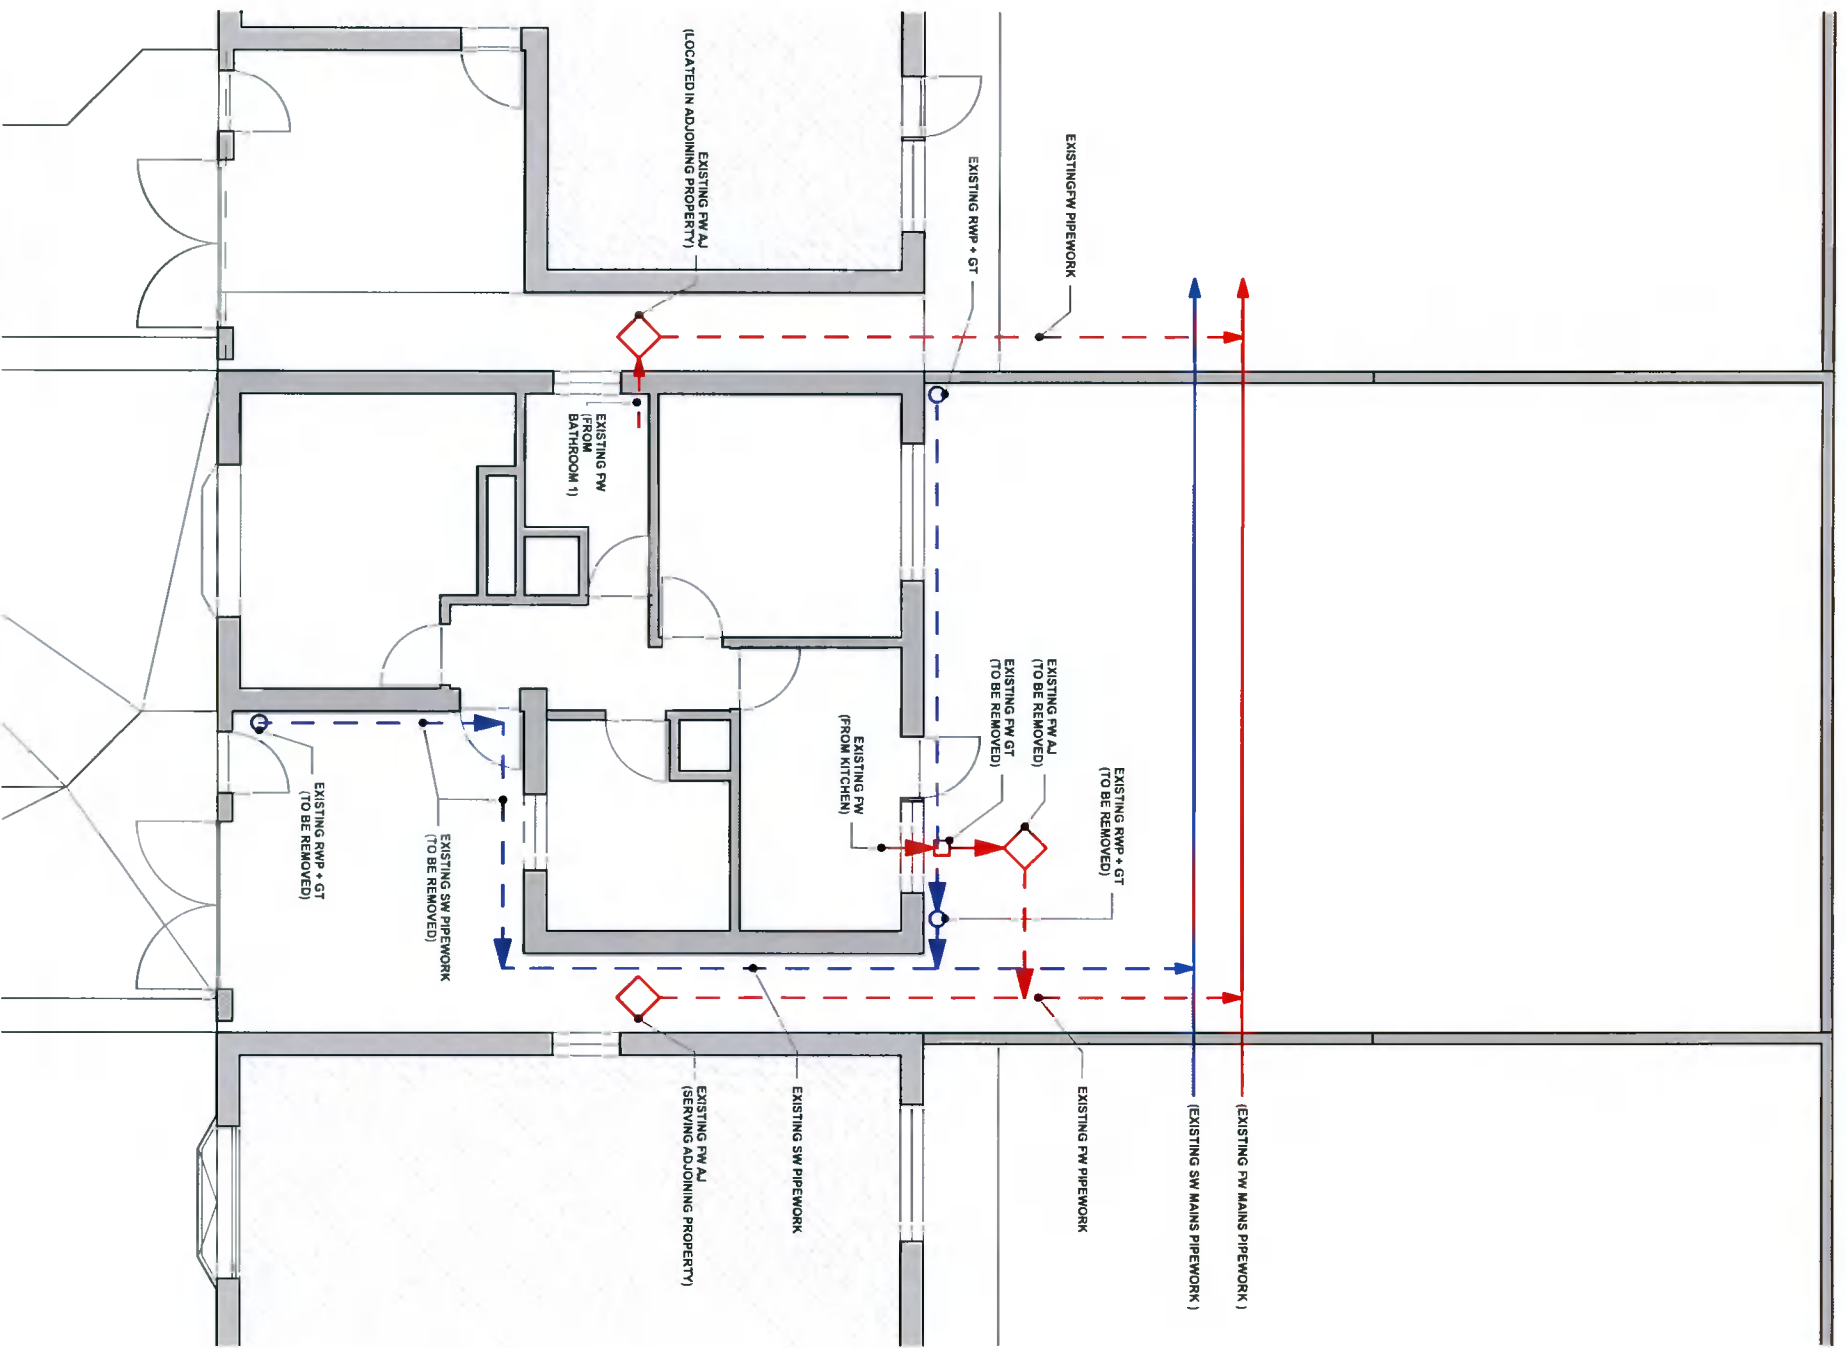 EXISTINGFW PIPEWORK
EXISTING RWP + GT
EXISTING FW AJ
(LOCATED IN ADJOINING PROPERTY)
EXISTING FW
(FROM
BATHROOM 1)
EXISTING RWP + GT
(TO BE REMOVED)
EXISTING FW AJ
(TO BE REMOVED)
EXISTING FW GT
(TO BE REMOVED)
EXISTING FW
(FROM KITCHEN)
EXISTING SW PIPEWORK
(TO BE REMOVED)
EXISTING RWP + GT
(TO BE REMOVED)
(EXISTING FW MAINS PIPEWORK )
(EXISTING SW MAINS PIPEWORK )
EXISTING FW PIPEWORK
EXISTING SW PIPEWORK
EXISTING FW AJ
(SERVING ADJOINING PROPERTY)